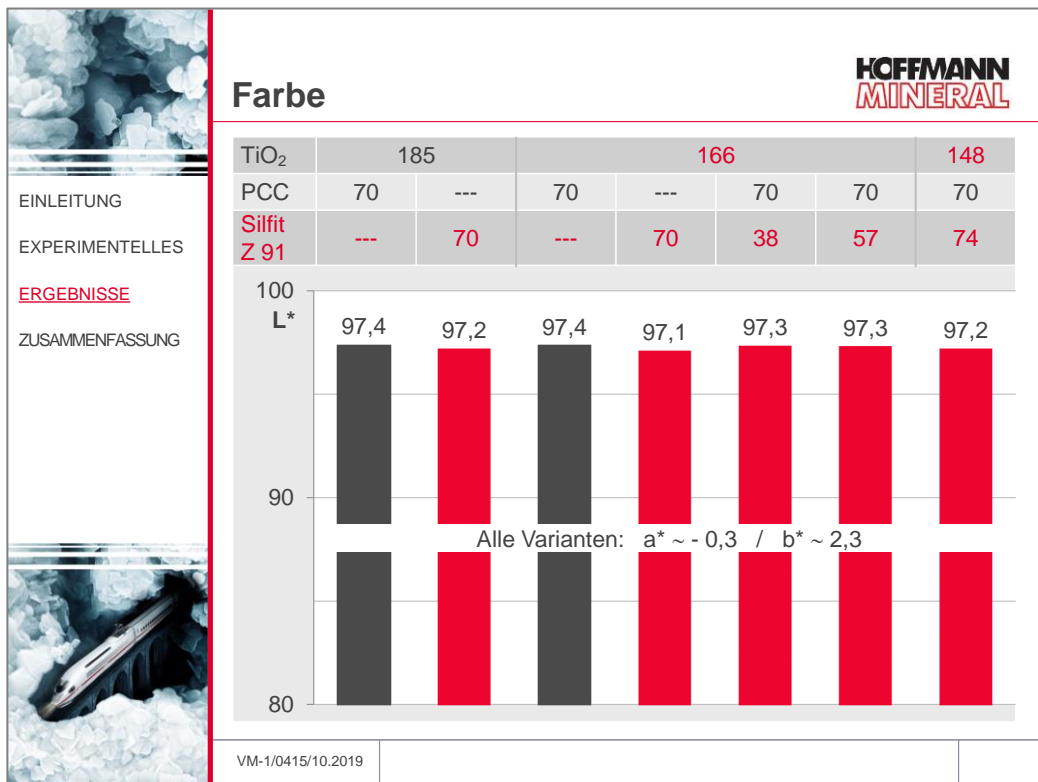 Farbe
HOFFMANN
MINERAL
EINLEITUNG
EXPERIMENTELLES
ERGEBNISSE
ZUSAMMENFASSUNG
TiO₂ 185 166 148
PCC 70 --- 70 --- 70 70 70
Silfit
Z 91 --- 70 --- 70 38 57 74
100
L*
97,4 97,2 97,4 97,1 97,3 97,3 97,2
90
Alle Varianten: a* ~ - 0,3 / b* ~ 2,3
80
VM-1/0415/10.2019